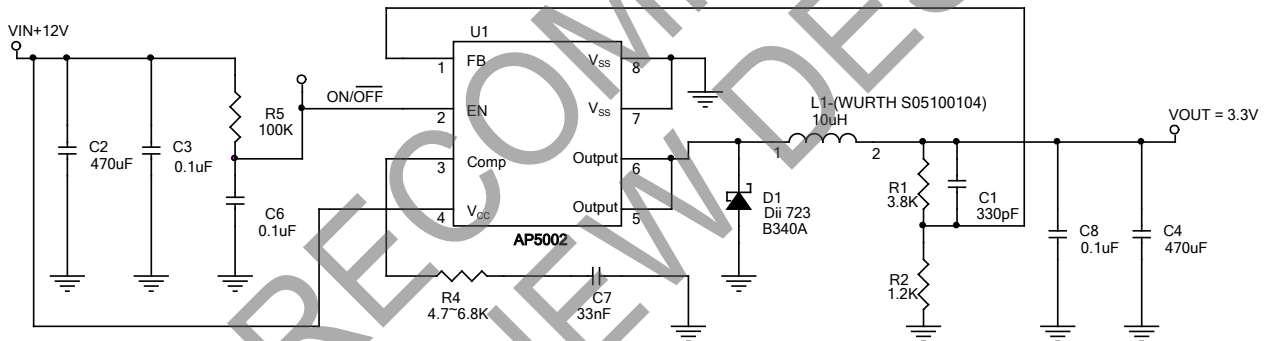 VIN+12V
U1
FB
1
V_SS
8
ON/OFF
EN
2
V_SS
7
R5
100K
L1-(WURTH S05100104)
10uH
VOUT = 3.3V
C2
470uF
C3
0.1uF
Comp
3
Output
6
1
2
V_CC
4
Output
5
D1
Dii 723
B340A
R1
3.8K
C1
330pF
C6
0.1uF
AP5002
C8
0.1uF
C4
470uF
R4
4.7~6.8K
C7
33nF
R2
1.2K